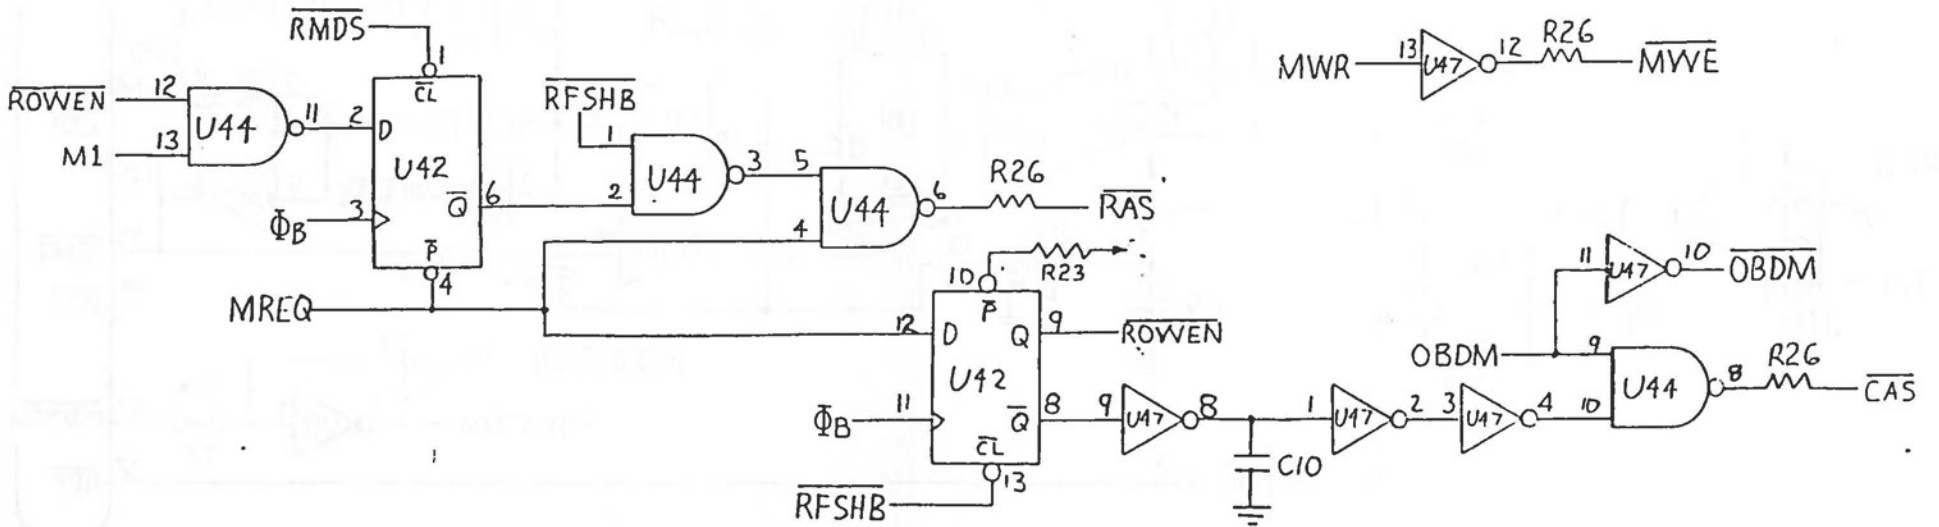 RMDS
1
ROWEN 12
CL
U44 11 2 D
M1 13
U42
ΦB 3
Q 6
P
4
MREQ
RFSHB
1
U44 3 5
2
U44 6 R26 RAS
4
10 R23
P
12 D Q 9 ROWEN
U42
ΦB 11 Q 8 9 U47 8 1 U47 2 3 U47 4 10
CL
C10
RFSHB 13
MWR 13 U47 12 R26 MWE
11 U47 10 OBDM
OBDM 9
U44 8 R26 CAS